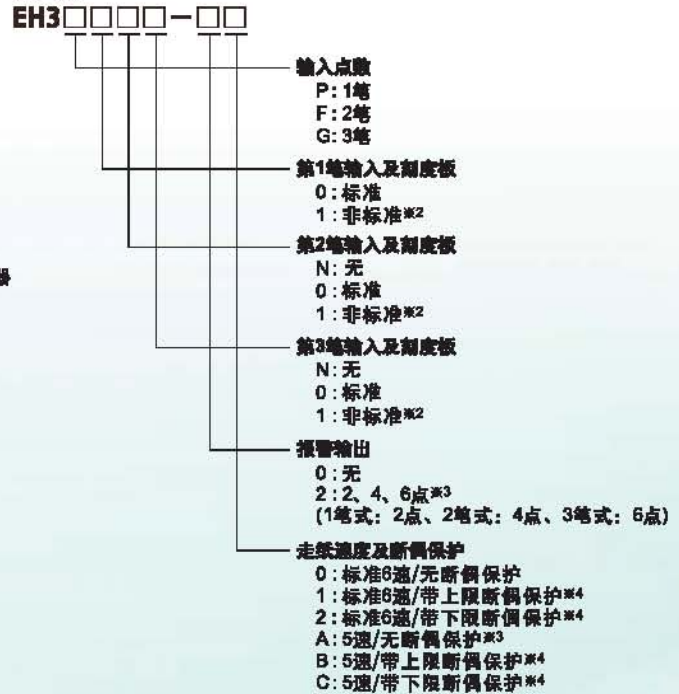 EH3□□□□－□□
输入点数
P：1笔
F：2笔
G：3笔
第1笔输入及刻度板
0：标准
1：非标准※2
第2笔输入及刻度板
N：无
0：标准
1：非标准※2
第3笔输入及刻度板
N：无
0：标准
1：非标准※2
报警输出
0：无
2：2、4、6点※3
(1笔式：2点、2笔式：4点、3笔式：6点)
走纸速度及断偶保护
0：标准6速/无断偶保护
1：标准6速/带上限断偶保护※4
2：标准6速/带下限断偶保护※4
A：5速/无断偶保护※3
B：5速/带上限断偶保护※4
C：5速/带下限断偶保护※4